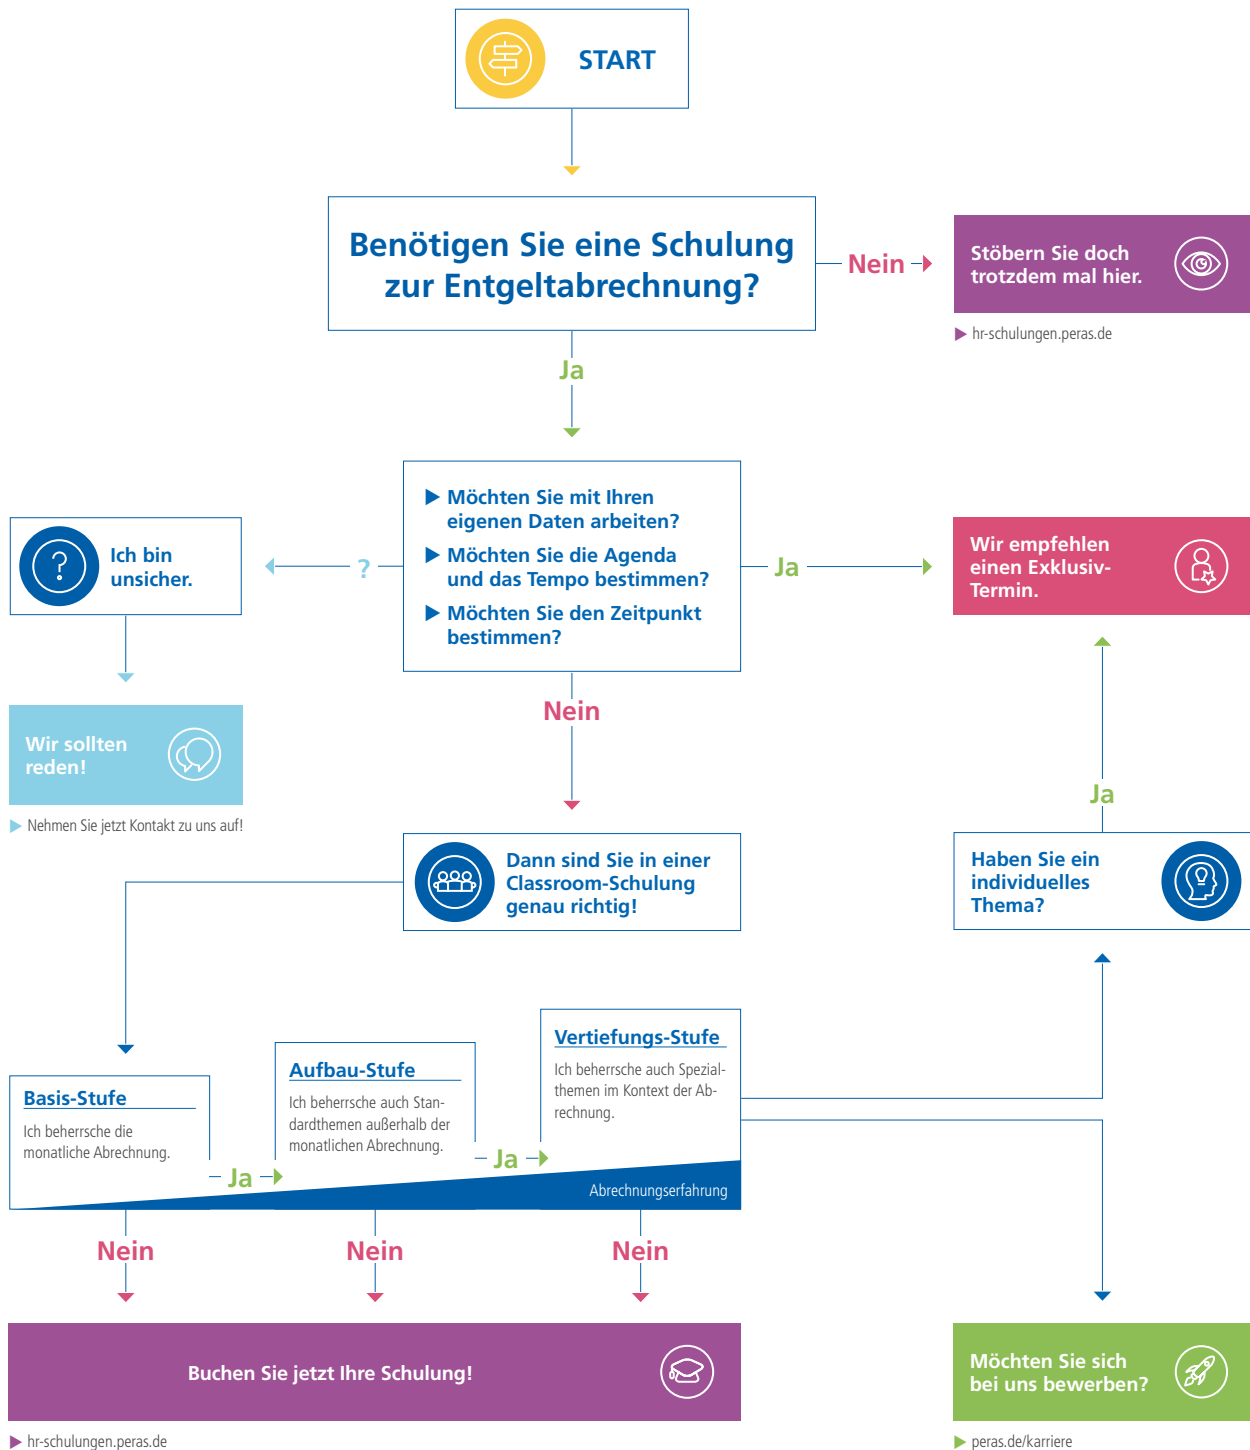 START
Benötigen Sie eine Schulung
zur Entgeltabrechnung?
Nein
Stöbern Sie doch
trotzdem mal hier.
▶ hr-schulungen.peras.de
Ja
▶ Möchten Sie mit Ihren
eigenen Daten arbeiten?
▶ Möchten Sie die Agenda
und das Tempo bestimmen?
▶ Möchten Sie den Zeitpunkt
bestimmen?
?
?
Ich bin
unsicher.
Ja
Wir empfehlen
einen Exklusiv-
Termin.
Wir sollten
reden!
▶ Nehmen Sie jetzt Kontakt zu uns auf!
Nein
Dann sind Sie in einer
Classroom-Schulung
genau richtig!
Ja
Haben Sie ein
individuelles
Thema?
Basis-Stufe
Ich beherrsche die
monatliche Abrechnung.
Ja
Aufbau-Stufe
Ich beherrsche auch Stan-
dardthemen außerhalb der
monatlichen Abrechnung.
Ja
Vertiefungs-Stufe
Ich beherrsche auch Spezial-
themen im Kontext der Ab-
rechnung.
Abrechnungserfahrung
Nein
Nein
Nein
Buchen Sie jetzt Ihre Schulung!
▶ hr-schulungen.peras.de
Möchten Sie sich
bei uns bewerben?
▶ peras.de/karriere